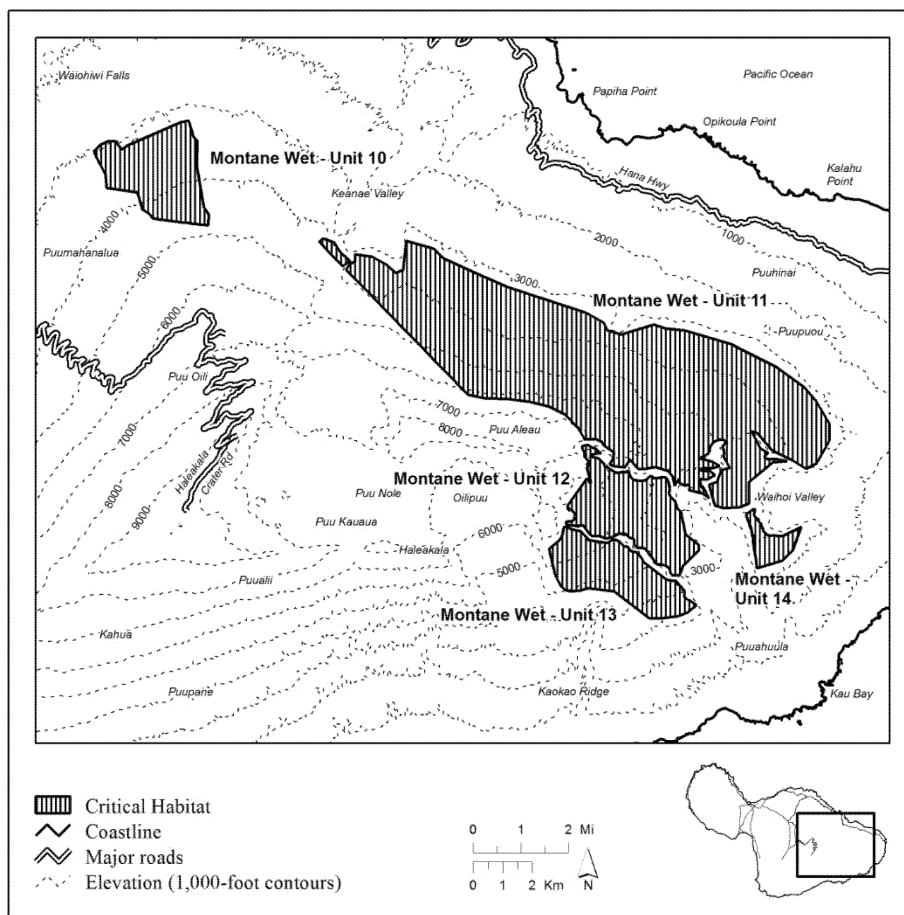 Waiohiwi Falls
Pacific Ocean
Papiha Point
Opikoula Point
Montane Wet - Unit 10
Kalahu
Point
Hana Hwy
Keanae Valley
4000
2000
1000
Puumahanalua
5000
3000
Puuhinai
6000
Montane Wet - Unit 11
Puupuou
Puu Oili
7000
7000
Puu Aleau
8000
Haleakala
Crater Rd
Montane Wet - Unit 12
8000
Puu Nole
Oilipuu
Waihoi Valley
9000
Puu Kauaua
6000
Haleakala
5000
3000
Puualii
Montane Wet -
Unit 14
Montane Wet - Unit 13
Kahua
Puuahuula
Puupane
Kaokao Ridge
Kau Bay
Critical Habitat
Coastline
Major roads
Elevation (1,000-foot contours)
0 1 2 Mi
0 1 2 Km
N